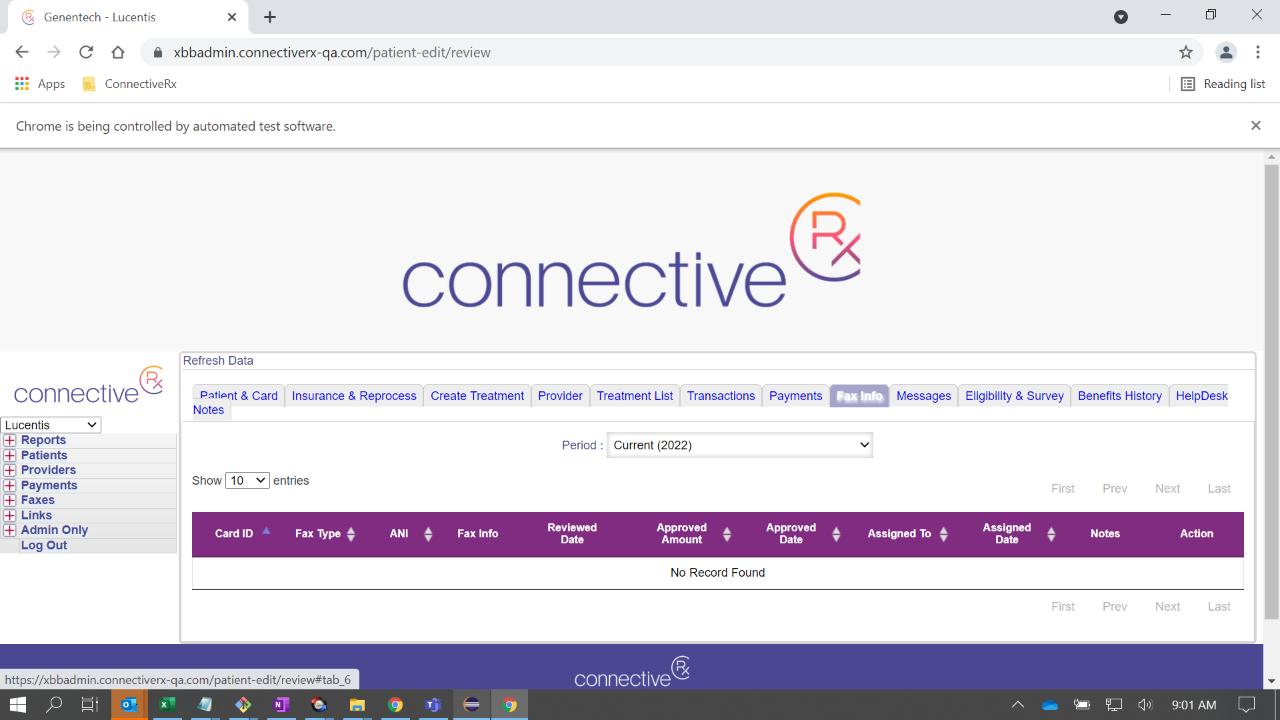 Genentech - Lucentis
xbbadmin.connectiverx-qa.com/patient-edit/review
Apps ConnectiveRx Reading list
Chrome is being controlled by automated test software.
connective Rx
connective Rx
Lucentis
Reports
Patients
Providers
Payments
Faxes
Links
Admin Only
Log Out
Refresh Data
Patient & Card Insurance & Reprocess Create Treatment Provider Treatment List Transactions Payments Fax Info Messages Eligibility & Survey Benefits History HelpDesk
Notes
Period : Current (2022)
Show 10 entries
First Prev Next Last
Card ID Fax Type ANI Fax Info Reviewed Date Approved Amount Approved Date Assigned To Assigned Date Notes Action
No Record Found
First Prev Next Last
connective Rx
https://xbbadmin.connectiverx-qa.com/patient-edit/review#tab_6
9:01 AM